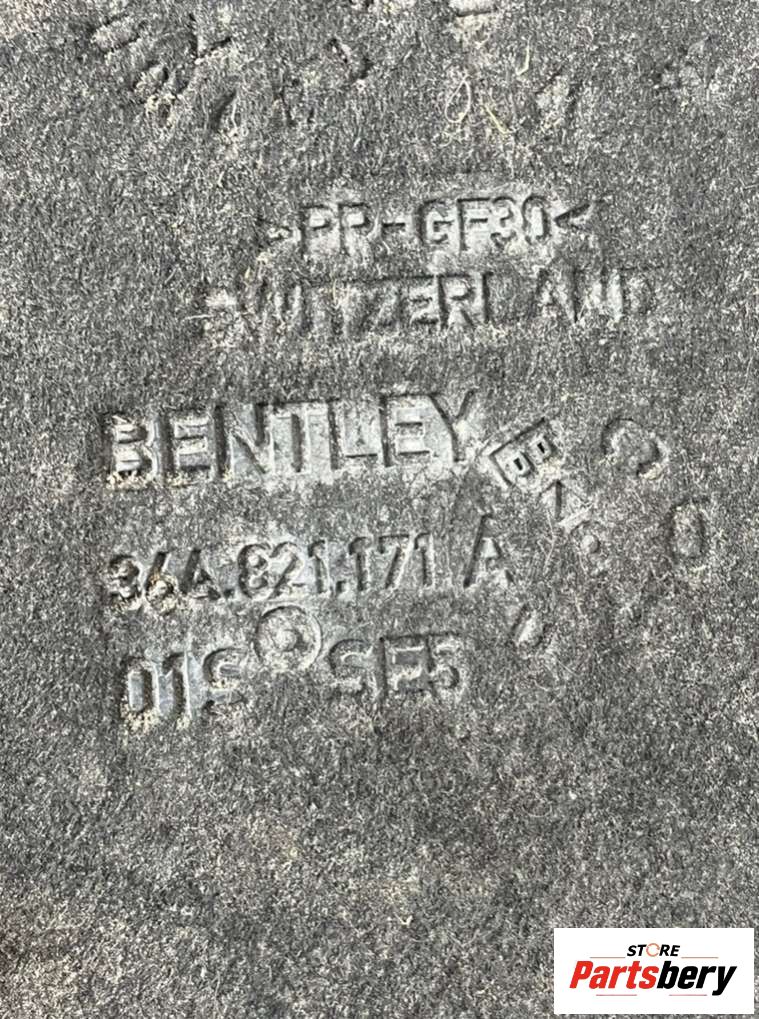 >PP-GF30<
SWITZERLAND
BENTLEY
36A.821.171 A
01S SE5
STORE
Partsbery